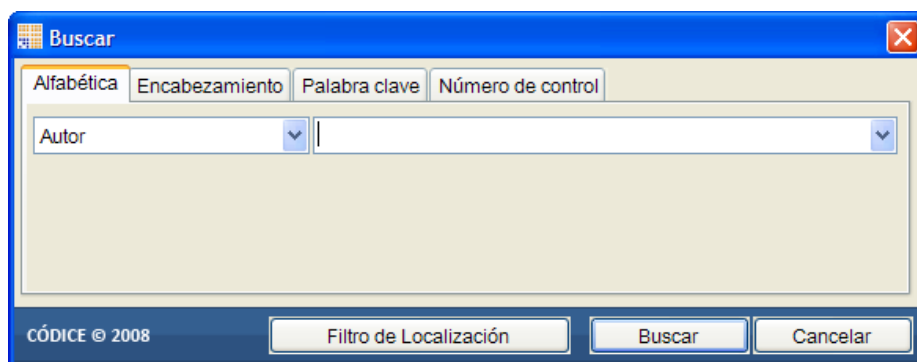 Buscar
Alfabética Encabezamiento Palabra clave Número de control
Autor
CÓDICE © 2008 Filtro de Localización Buscar Cancelar